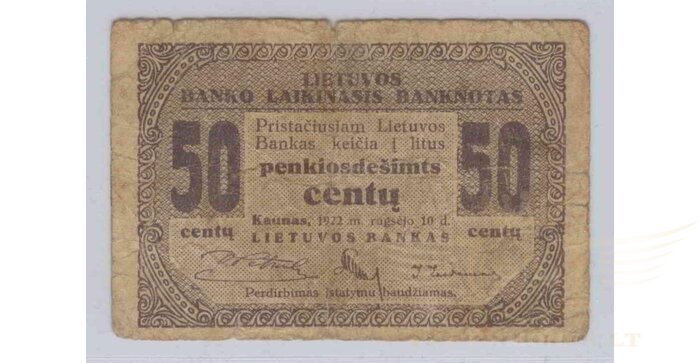 LIETUVOS
BANKO LAIKINASIS BANKNOTAS
50
50
Pristačiusiam Lietuvos
Bankas keičia į litus
penkiosdešimts
centų
Kaunas, 1922 m. rugsėjo 10 d.
LIETUVOS BANKAS
centų
centų
Perdirbimas įstatymu baudžiamas.